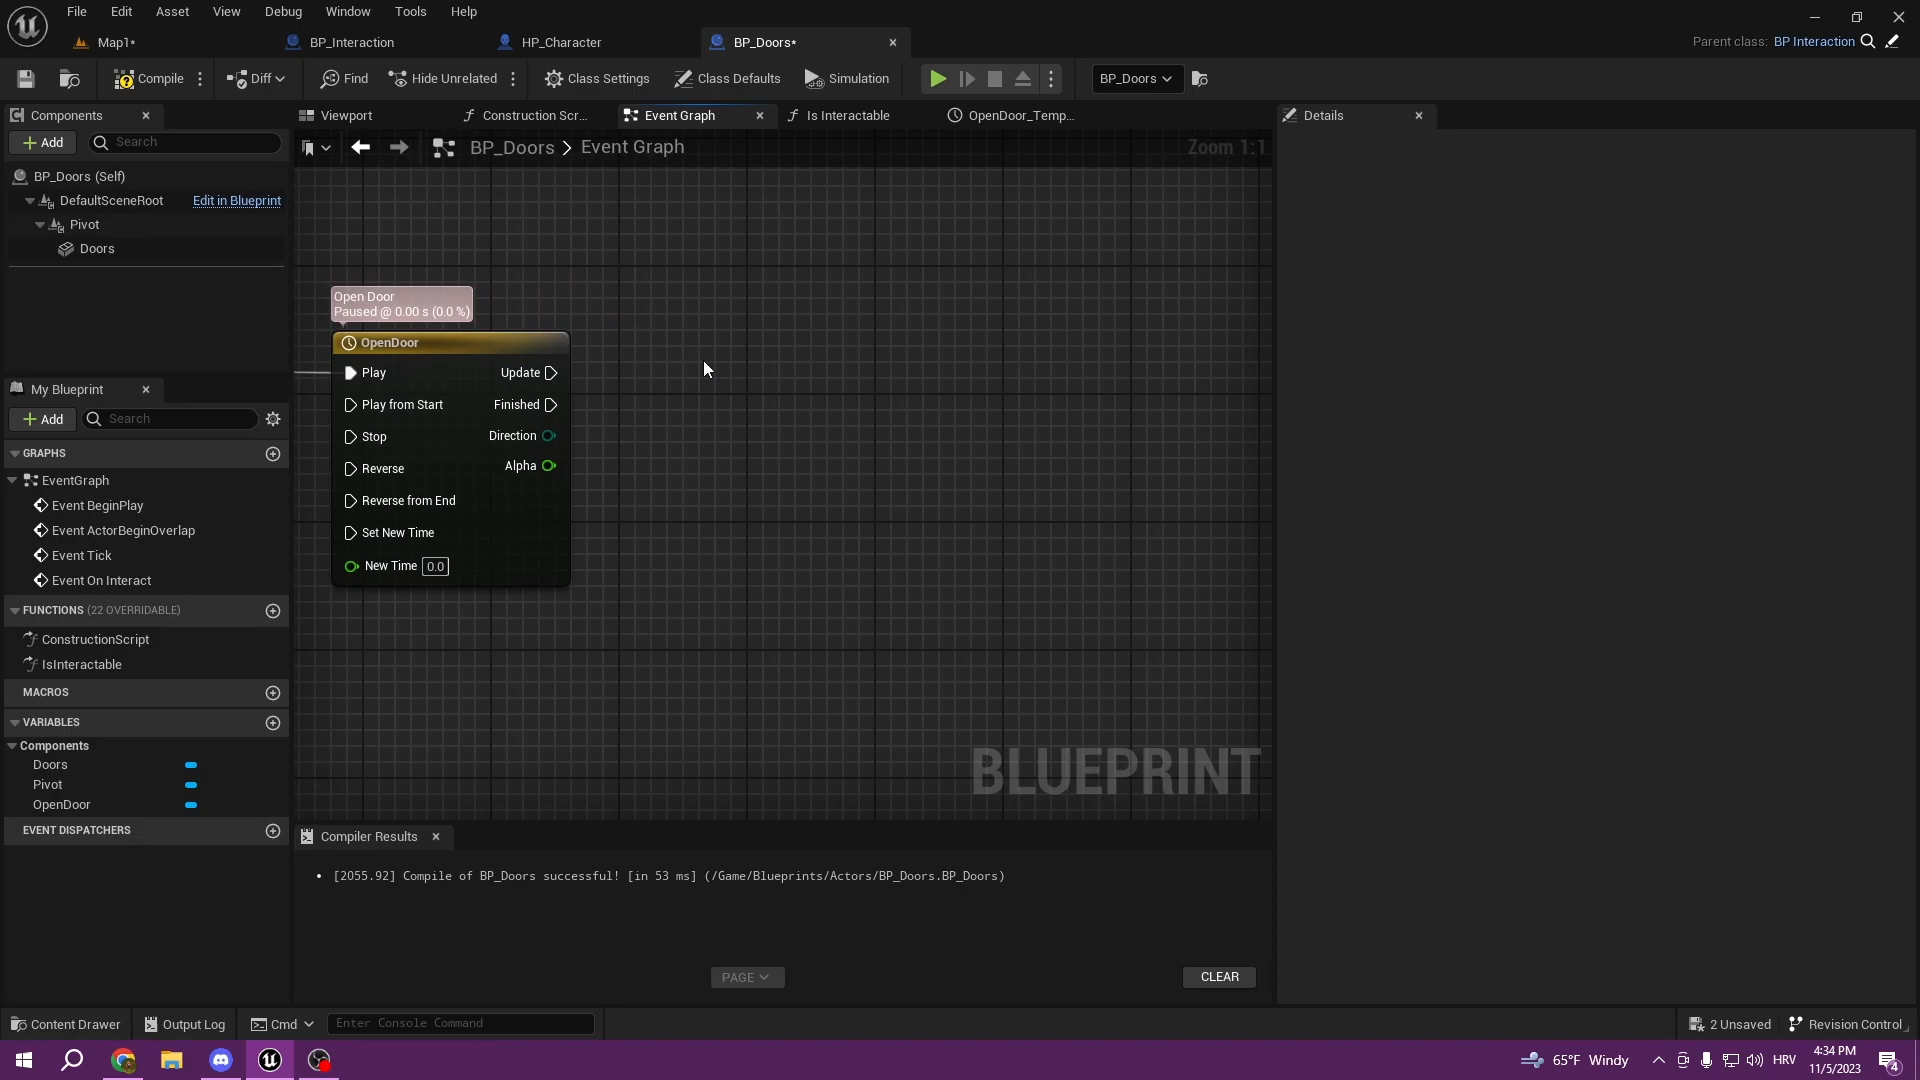 File Edit Asset View Debug Window Tools Help
Map1* BP_Interaction HP_Character BP_Doors* Parent class: BP Interaction
Compile Diff Find Hide Unrelated Class Settings Class Defaults Simulation BP_Doors
Components Viewport Construction Scr... Event Graph Is Interactable OpenDoor_Temp... Details
Add Search BP_Doors > Event Graph Zoom 1:1
BP_Doors (Self)
DefaultSceneRoot Edit in Blueprint
Pivot
Doors
Open Door
Paused @ 0.00 s (0.0 %)
OpenDoor
Play Update
Play from Start Finished
Stop Direction
Reverse Alpha
Reverse from End
Set New Time
New Time 0.0
My Blueprint
Add Search
GRAPHS
EventGraph
Event BeginPlay
Event ActorBeginOverlap
Event Tick
Event On Interact
FUNCTIONS (22 OVERRIDABLE)
ConstructionScript
IsInteractable
MACROS
VARIABLES
Components
Doors
Pivot
OpenDoor
EVENT DISPATCHERS
BLUEPRINT
Compiler Results
[2055.92] Compile of BP_Doors successful! [in 53 ms] (/Game/Blueprints/Actors/BP_Doors.BP_Doors)
PAGE CLEAR
Content Drawer Output Log Cmd Enter Console Command 2 Unsaved Revision Control
65°F Windy HRV 4:34 PM
11/5/2023 4